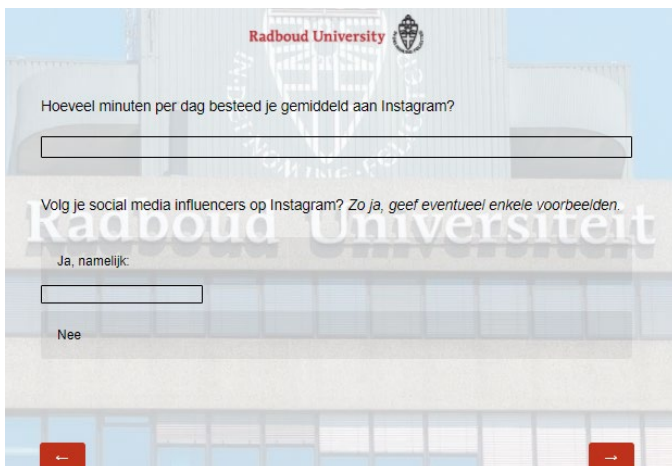 Radboud University
Hoeveel minuten per dag besteed je gemiddeld aan Instagram?
Volg je social media influencers op Instagram? Zo ja, geef eventueel enkele voorbeelden.
Radboud Universiteit
Ja, namelijk:
Nee
←
→